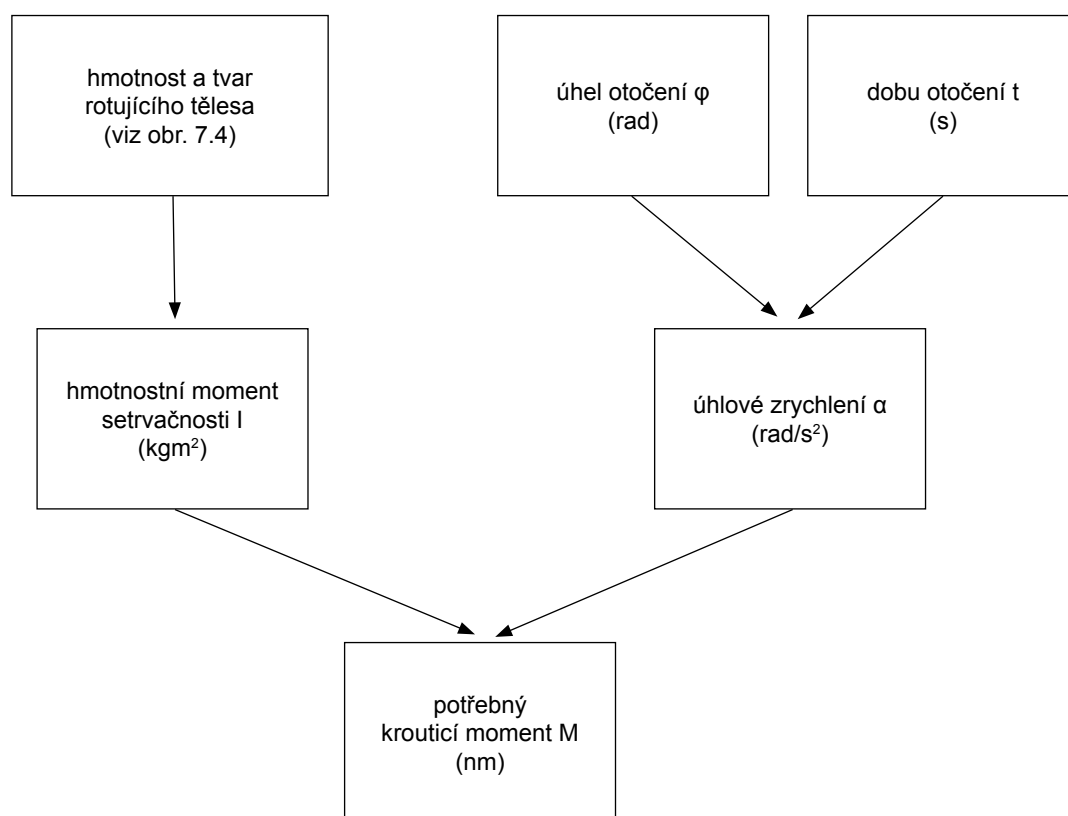 hmotnost a tvar
rotujícího tělesa
(viz obr. 7.4)
úhel otočení φ
(rad)
dobu otočení t
(s)
hmotnostní moment
setrvačnosti I
(kgm²)
úhlové zrychlení α
(rad/s²)
potřebný
krouticí moment M
(nm)